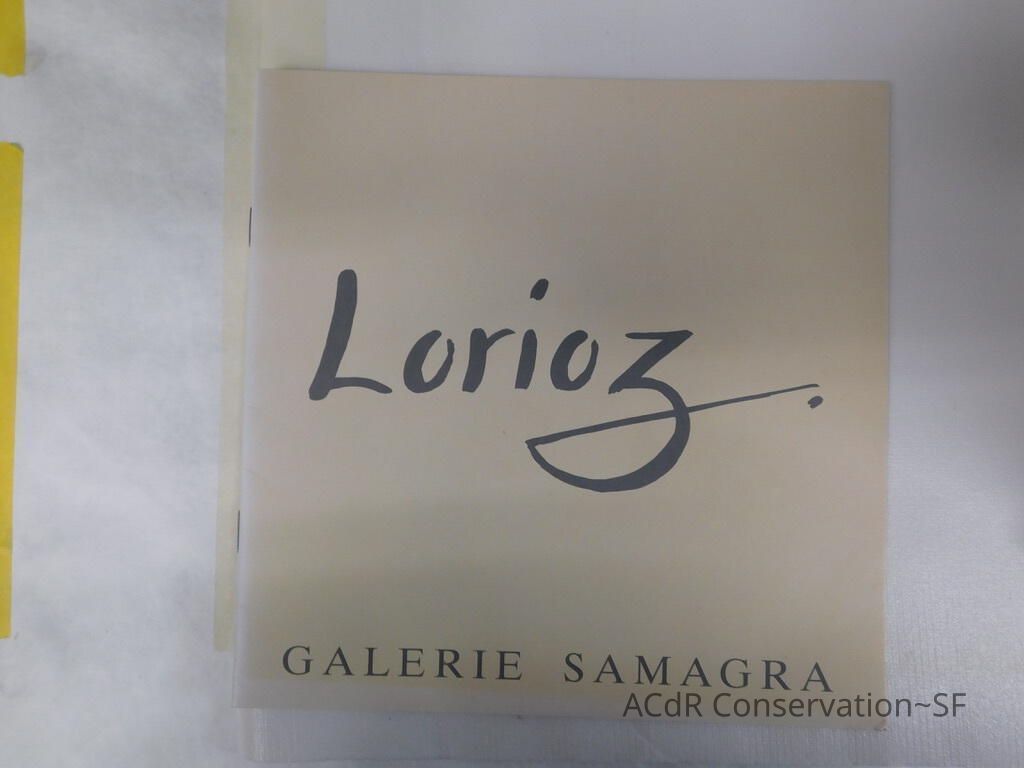 Lorioz.
GALERIE SAMAGRA
ACdR Conservation~SF